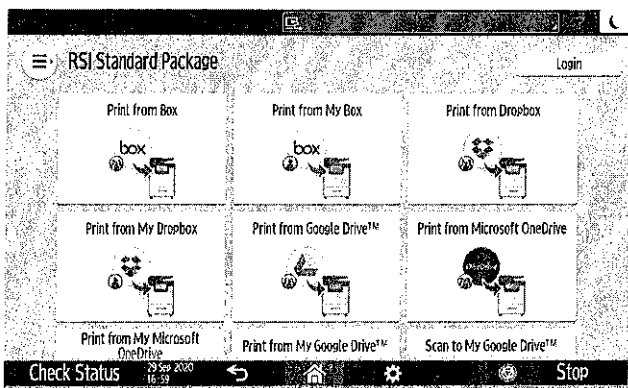 RSI Standard Package
Login
Print from Box
Print from My Box
Print from Dropbox
box
box
Print from My Dropbox
Print from Google Drive™
Print from Microsoft OneDrive
OneDrive
Print from My Microsoft
OneDrive
Print from My Google Drive™
Scan to My Google Drive™
Check Status
29 Sep 2020
16:59
Stop